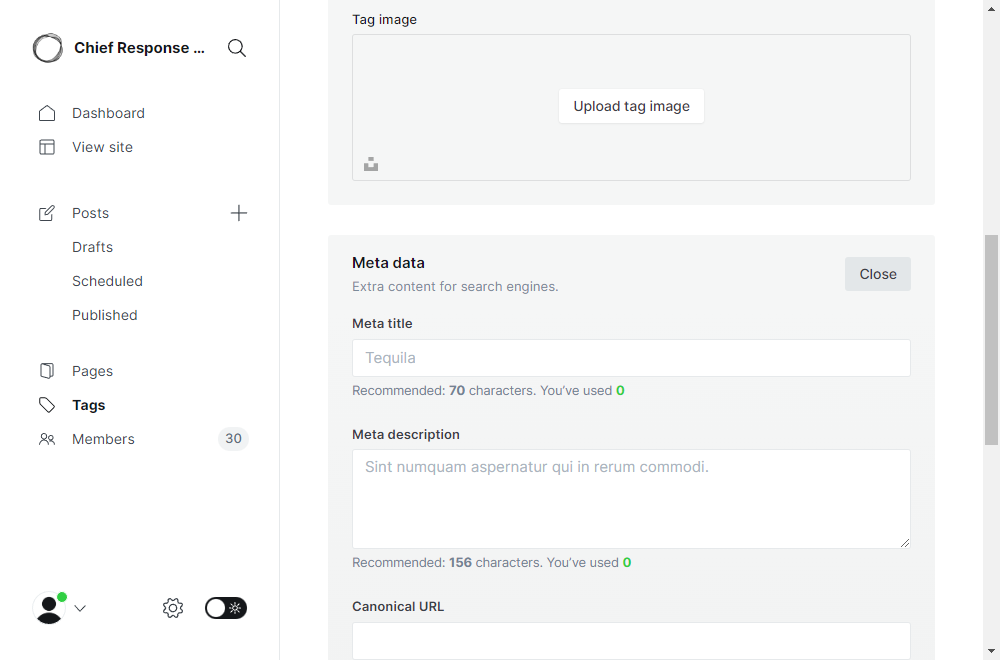 Chief Response ...
Dashboard
View site
Posts
Drafts
Scheduled
Published
Pages
Tags
Members 30
Tag image
Upload tag image
Meta data
Extra content for search engines.
Close
Meta title
Tequila
Recommended: 70 characters. You’ve used 0
Meta description
Sint numquam aspernatur qui in rerum commodi.
Recommended: 156 characters. You’ve used 0
Canonical URL